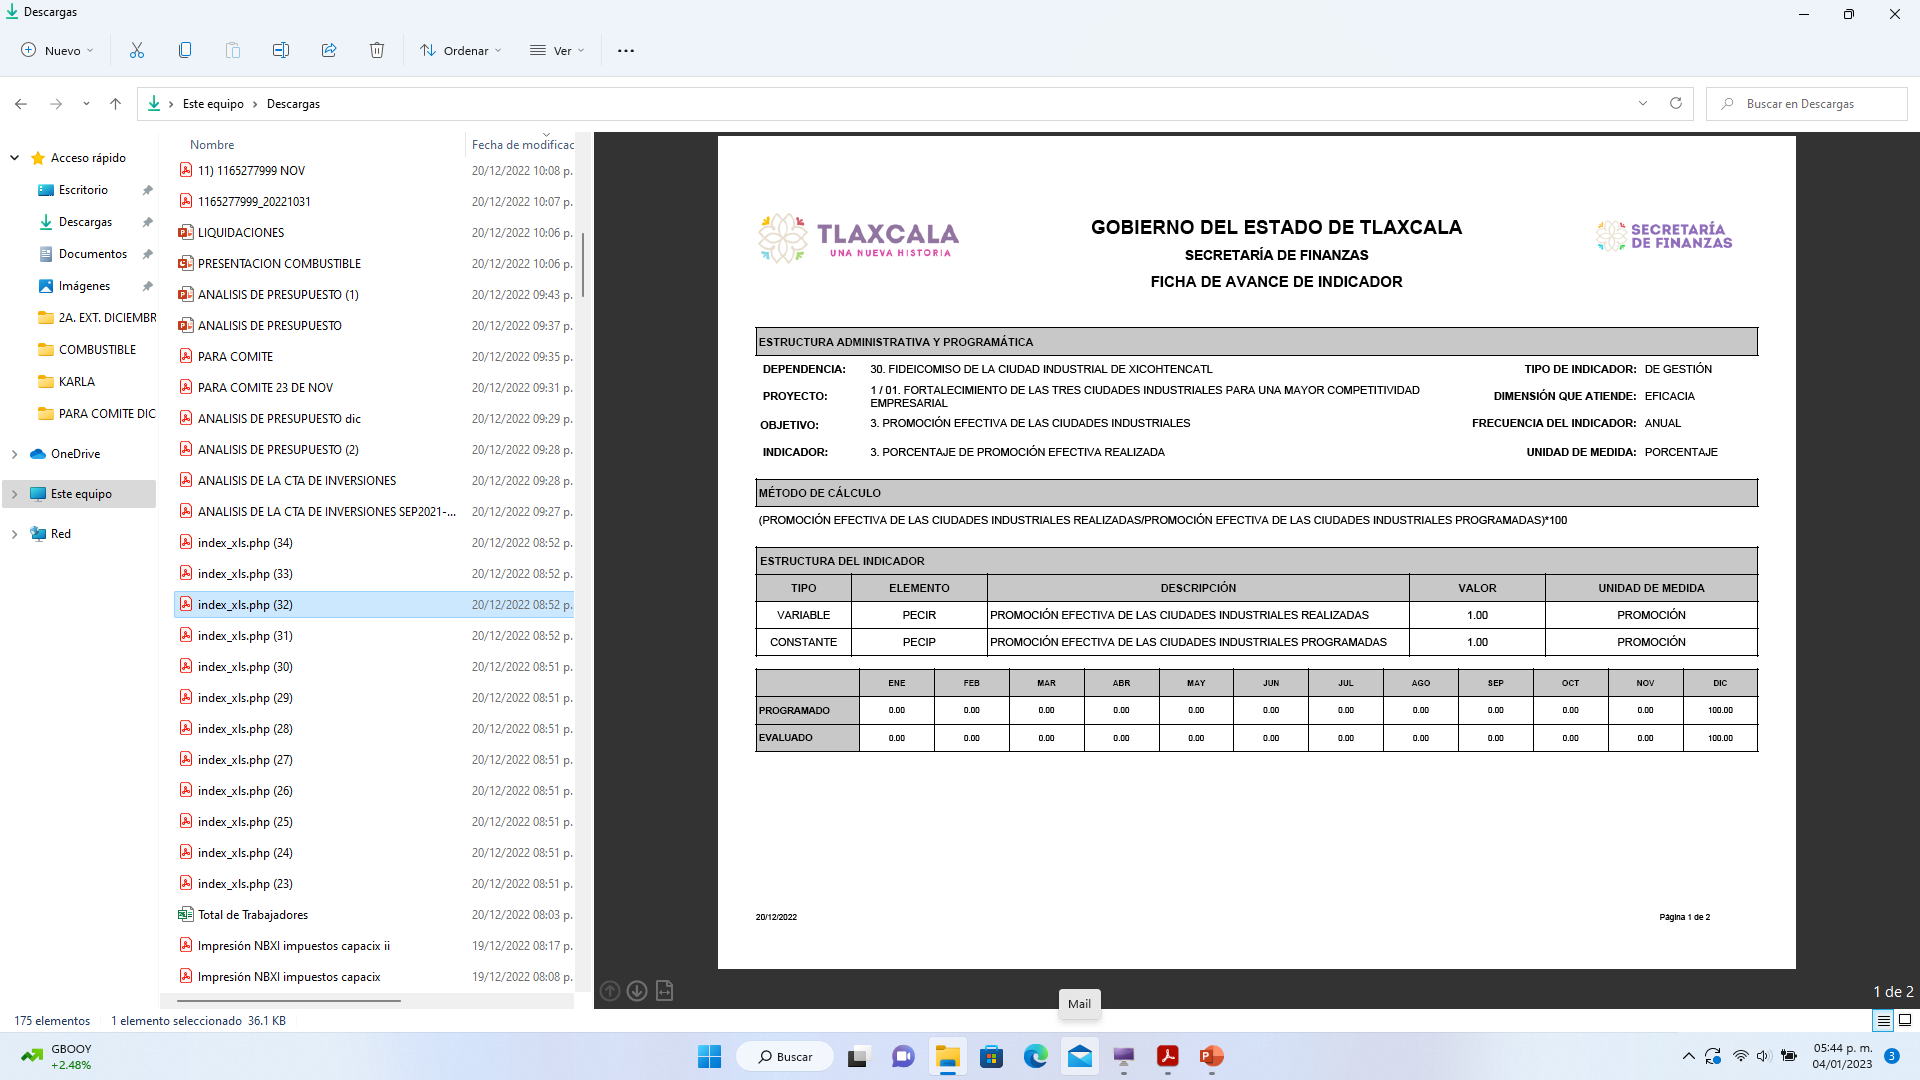 Descargas
Nuevo
Ordenar
Ver
Este equipo > Descargas
Buscar en Descargas
Acceso rápido
Escritorio
Descargas
Documentos
Imágenes
2A. EXT. DICIEMBR
COMBUSTIBLE
KARLA
PARA COMITE DIC
OneDrive
Este equipo
Red
Nombre Fecha de modificac
11) 1165277999 NOV 20/12/2022 10:08 p.
1165277999_20221031 20/12/2022 10:07 p.
LIQUIDACIONES 20/12/2022 10:06 p.
PRESENTACION COMBUSTIBLE 20/12/2022 10:06 p.
ANALISIS DE PRESUPUESTO (1) 20/12/2022 09:43 p.
ANALISIS DE PRESUPUESTO 20/12/2022 09:37 p.
PARA COMITE 20/12/2022 09:35 p.
PARA COMITE 23 DE NOV 20/12/2022 09:31 p.
ANALISIS DE PRESUPUESTO dic 20/12/2022 09:29 p.
ANALISIS DE PRESUPUESTO (2) 20/12/2022 09:28 p.
ANALISIS DE LA CTA DE INVERSIONES 20/12/2022 09:28 p.
ANALISIS DE LA CTA DE INVERSIONES SEP2021-... 20/12/2022 09:27 p.
index_xls.php (34) 20/12/2022 08:52 p.
index_xls.php (33) 20/12/2022 08:52 p.
index_xls.php (32) 20/12/2022 08:52 p.
index_xls.php (31) 20/12/2022 08:52 p.
index_xls.php (30) 20/12/2022 08:51 p.
index_xls.php (29) 20/12/2022 08:51 p.
index_xls.php (28) 20/12/2022 08:51 p.
index_xls.php (27) 20/12/2022 08:51 p.
index_xls.php (26) 20/12/2022 08:51 p.
index_xls.php (25) 20/12/2022 08:51 p.
index_xls.php (24) 20/12/2022 08:51 p.
index_xls.php (23) 20/12/2022 08:51 p.
Total de Trabajadores 20/12/2022 08:03 p.
Impresión NBXI impuestos capacix ii 19/12/2022 08:17 p.
Impresión NBXI impuestos capacix 19/12/2022 08:08 p.
TLAXCALA
UNA NUEVA HISTORIA
GOBIERNO DEL ESTADO DE TLAXCALA
SECRETARÍA DE FINANZAS
FICHA DE AVANCE DE INDICADOR
SECRETARÍA
DE FINANZAS
ESTRUCTURA ADMINISTRATIVA Y PROGRAMÁTICA
DEPENDENCIA: 30. FIDEICOMISO DE LA CIUDAD INDUSTRIAL DE XICOHTENCATL TIPO DE INDICADOR: DE GESTIÓN
PROYECTO: 1 / 01. FORTALECIMIENTO DE LAS TRES CIUDADES INDUSTRIALES PARA UNA MAYOR COMPETITIVIDAD
EMPRESARIAL DIMENSIÓN QUE ATIENDE: EFICACIA
OBJETIVO: 3. PROMOCIÓN EFECTIVA DE LAS CIUDADES INDUSTRIALES FRECUENCIA DEL INDICADOR: ANUAL
INDICADOR: 3. PORCENTAJE DE PROMOCIÓN EFECTIVA REALIZADA UNIDAD DE MEDIDA: PORCENTAJE
MÉTODO DE CÁLCULO
(PROMOCIÓN EFECTIVA DE LAS CIUDADES INDUSTRIALES REALIZADAS/PROMOCIÓN EFECTIVA DE LAS CIUDADES INDUSTRIALES PROGRAMADAS)*100
ESTRUCTURA DEL INDICADOR
TIPO ELEMENTO DESCRIPCIÓN VALOR UNIDAD DE MEDIDA
VARIABLE PECIR PROMOCIÓN EFECTIVA DE LAS CIUDADES INDUSTRIALES REALIZADAS 1.00 PROMOCIÓN
CONSTANTE PECIP PROMOCIÓN EFECTIVA DE LAS CIUDADES INDUSTRIALES PROGRAMADAS 1.00 PROMOCIÓN
ENE FEB MAR ABR MAY JUN JUL AGO SEP OCT NOV DIC
PROGRAMADO 0.00 0.00 0.00 0.00 0.00 0.00 0.00 0.00 0.00 0.00 0.00 100.00
EVALUADO 0.00 0.00 0.00 0.00 0.00 0.00 0.00 0.00 0.00 0.00 0.00 100.00
20/12/2022 Página 1 de 2
1 de 2
Mail
175 elementos 1 elemento seleccionado 36.1 KB
GBOOY
+2.48%
Buscar
05:44 p. m.
04/01/2023
3